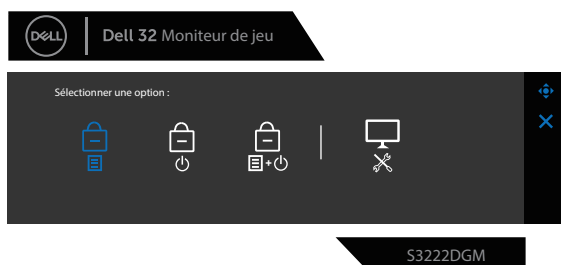 DELL
Dell 32 Moniteur de jeu
Sélectionner une option :
S3222DGM